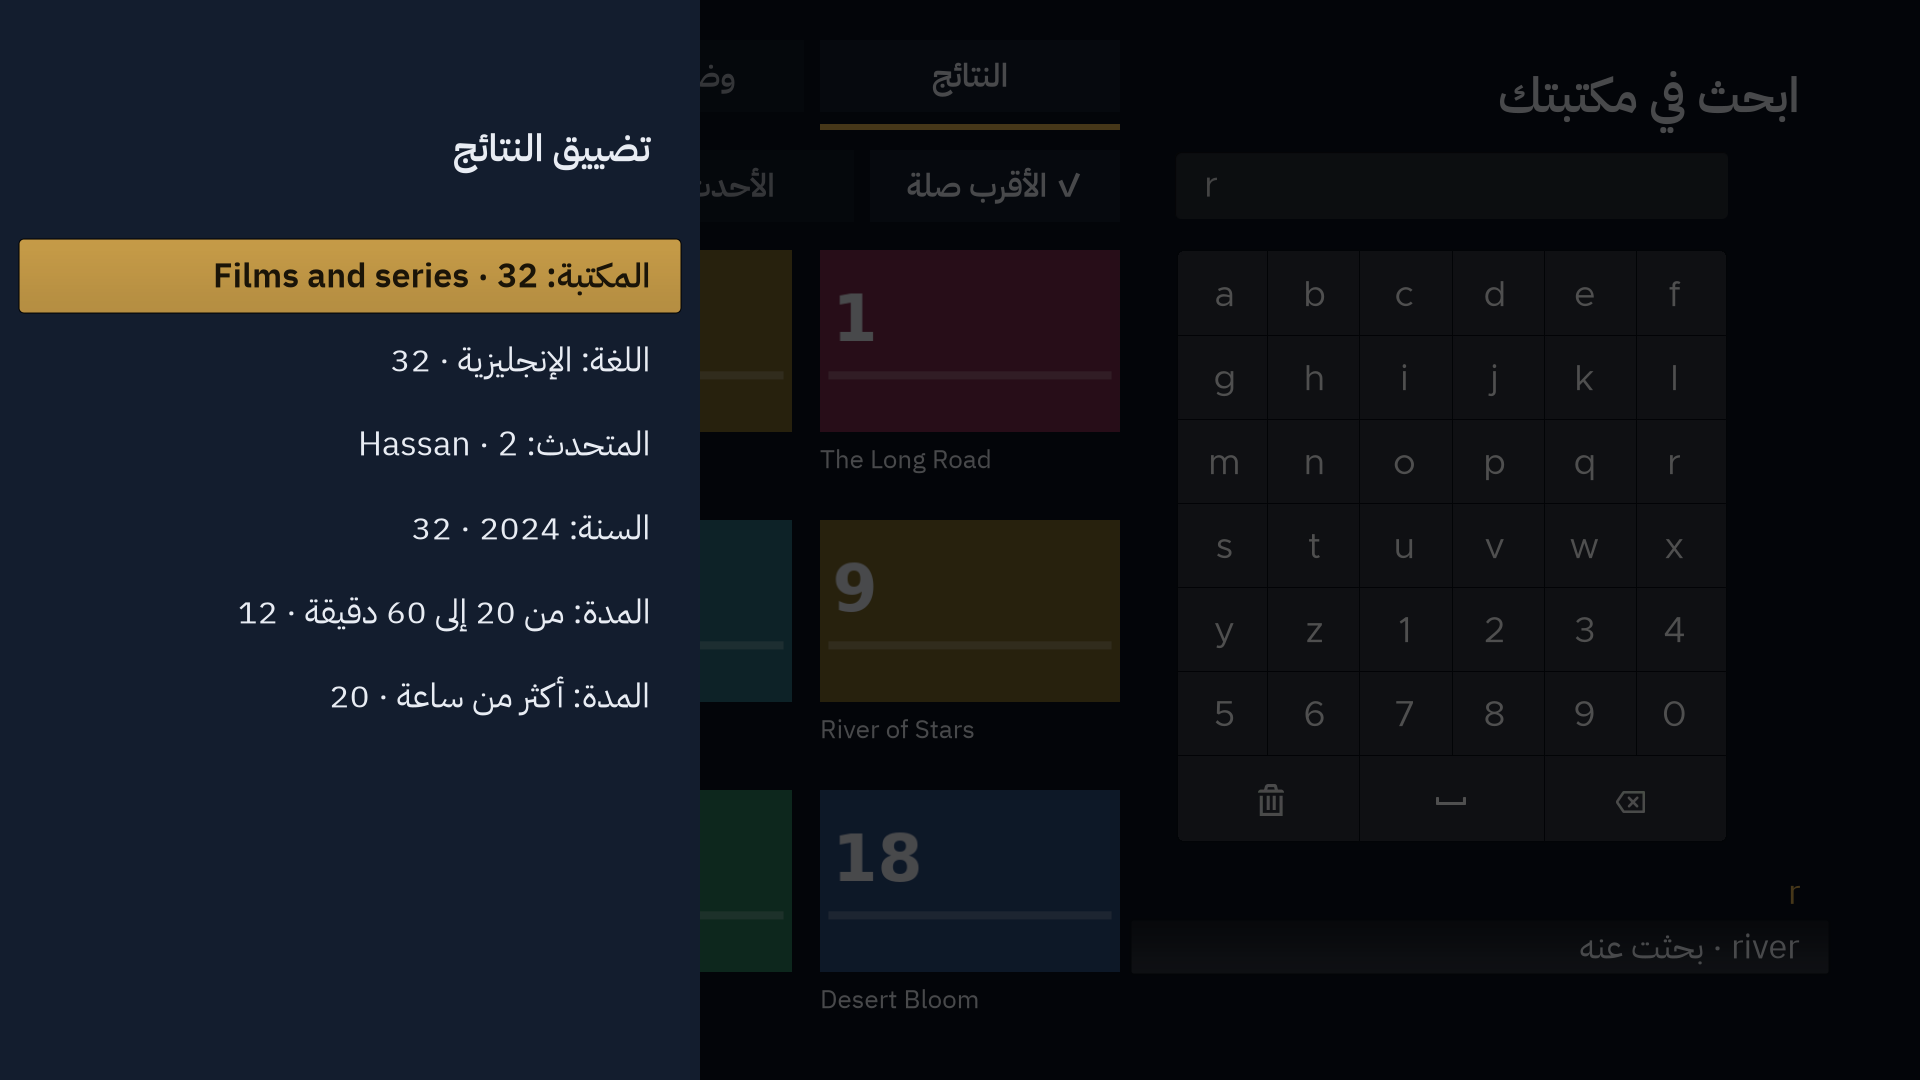 تضييق النتائج
المكتبة: Films and series · 32
اللغة: الإنجليزية · 32
المتحدث: Hassan · 2
السنة: 2024 · 32
المدة: من 20 إلى 60 دقيقة · 12
المدة: أكثر من ساعة · 20
ابحث في مكتبتك
r
a b c d e f
g h i j k l
m n o p q r
s t u v w x
y z 1 2 3 4
5 6 7 8 9 0
r
river · بحثت عنه
النتائج
✓ الأقرب صلة
1
The Long Road
9
River of Stars
18
Desert Bloom